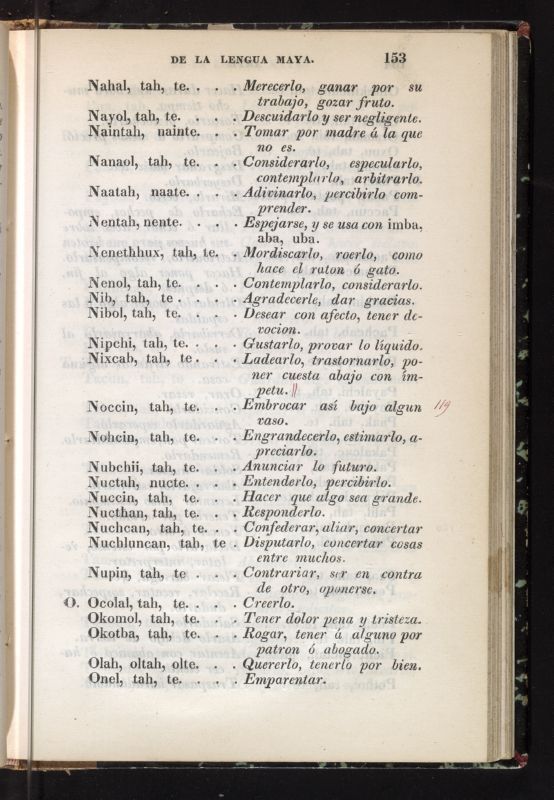 DE LA LENGUA MAYA. 153
Nahal, tah, te. . . . Merecerlo, ganar por su
trabajo, gozar fruto.
Nayol, tah, te. . . . Descuidarlo y ser negligente.
Naintah, nainte. . . Tomar por madre á la que
no es.
Nanaol, tah, te. . . Considerarlo, especularlo,
contemplarlo, arbitrarlo.
Naatah, naate. . . . Adivinarlo, percibirlo com-
prender.
Nentah, nente. . . . Espejarse, y se usa con imba,
aba, uba.
Nenethhux, tah, te. . Mordiscarlo, roerlo, como
hace el raton ó gato.
Nenol, tah, te. . . . Contemplarlo, considerarlo.
Nib, tah, te . . . . Agradecerle, dar gracias.
Nibol, tah, te. . . . Desear con afecto, tener de-
vocion.
Nipchi, tah, te. . . . Gustarlo, provar lo líquido.
Nixcab, tah, te . . . Ladearlo, trastornarlo, po-
ner cuesta abajo con ím-
petu.||
Noccin, tah, te. . . . Embrocar así bajo algun 119
vaso.
Nohcin, tah, te. . . . Engrandecerlo, estimarlo, a-
preciarlo.
Nubchii, tah, te. . . Anunciar lo futuro.
Nuctah, nucte. . . . Entenderlo, percibirlo.
Nuccin, tah, te. . . . Hacer que algo sea grande.
Nucthan, tah, te. . . Responderlo.
Nuchcan, tah, te. . . Confederar, aliar, concertar
Nuchluncan, tah, te . Disputarlo, concertar cosas
entre muchos.
Nupin, tah, te . . . Contrariar, ser en contra
de otro, oponerse.
O. Ocolal, tah, te. . . . Creerlo.
Okomol, tah, te. . . Tener dolor pena y tristeza.
Okotba, tah, te. . . Rogar, tener á alguno por
patron ó abogado.
Olah, oltah, olte. . . Quererlo, tenerlo por bien.
Onel, tah, te. . . . . Emparentar.